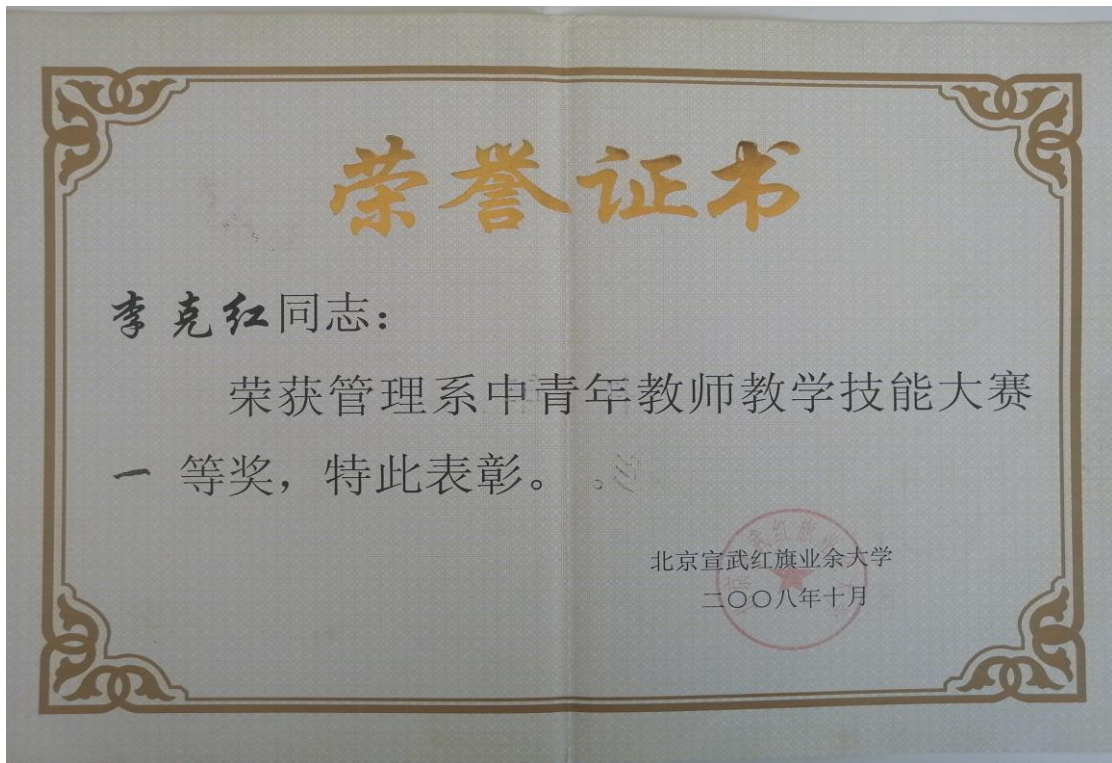 荣誉证书
李克红同志：
荣获管理系中青年教师教学技能大赛
一等奖，特此表彰。
北京宣武红旗业余大学
二〇〇八年十月